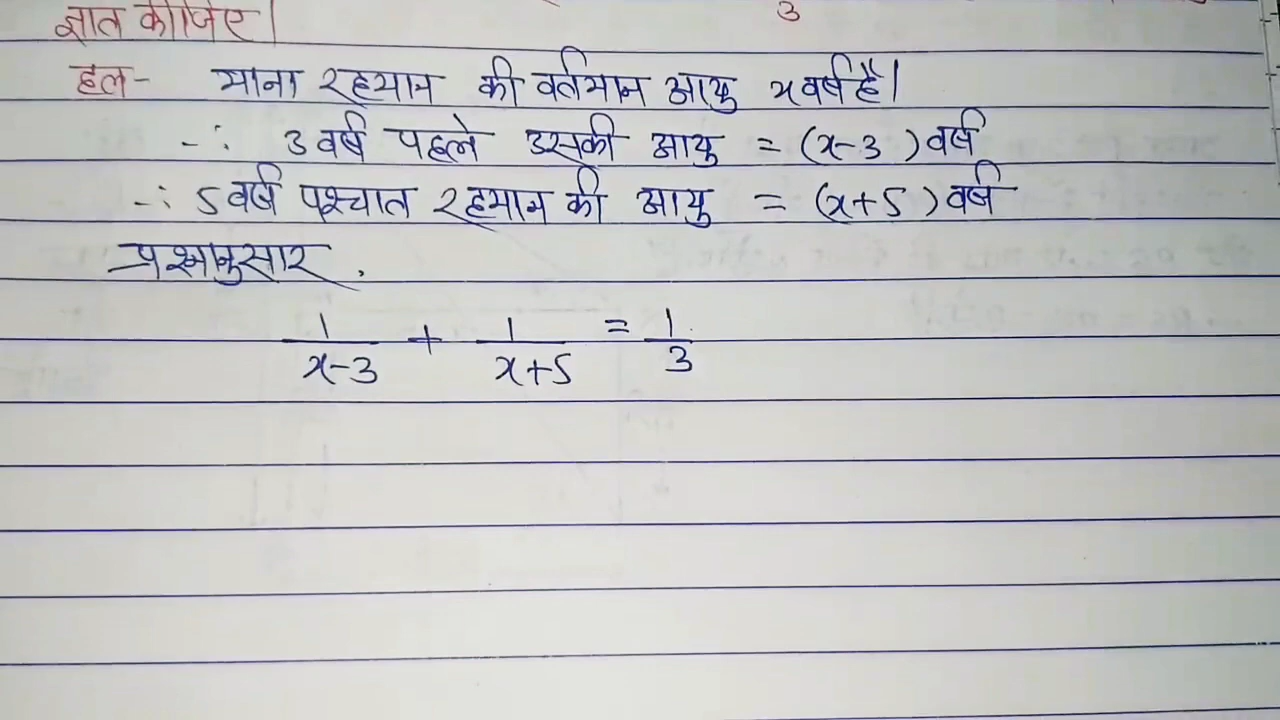 3
ज्ञात कीजिए।
हल- माना रहमान की वर्तमान आयु x वर्ष है।
∴ 3 वर्ष पहले उसकी आयु = (x-3) वर्ष
∴ 5 वर्ष पश्चात रहमान की आयु = (x+5) वर्ष
प्रश्नानुसार,
1/(x-3) + 1/(x+5) = 1/3